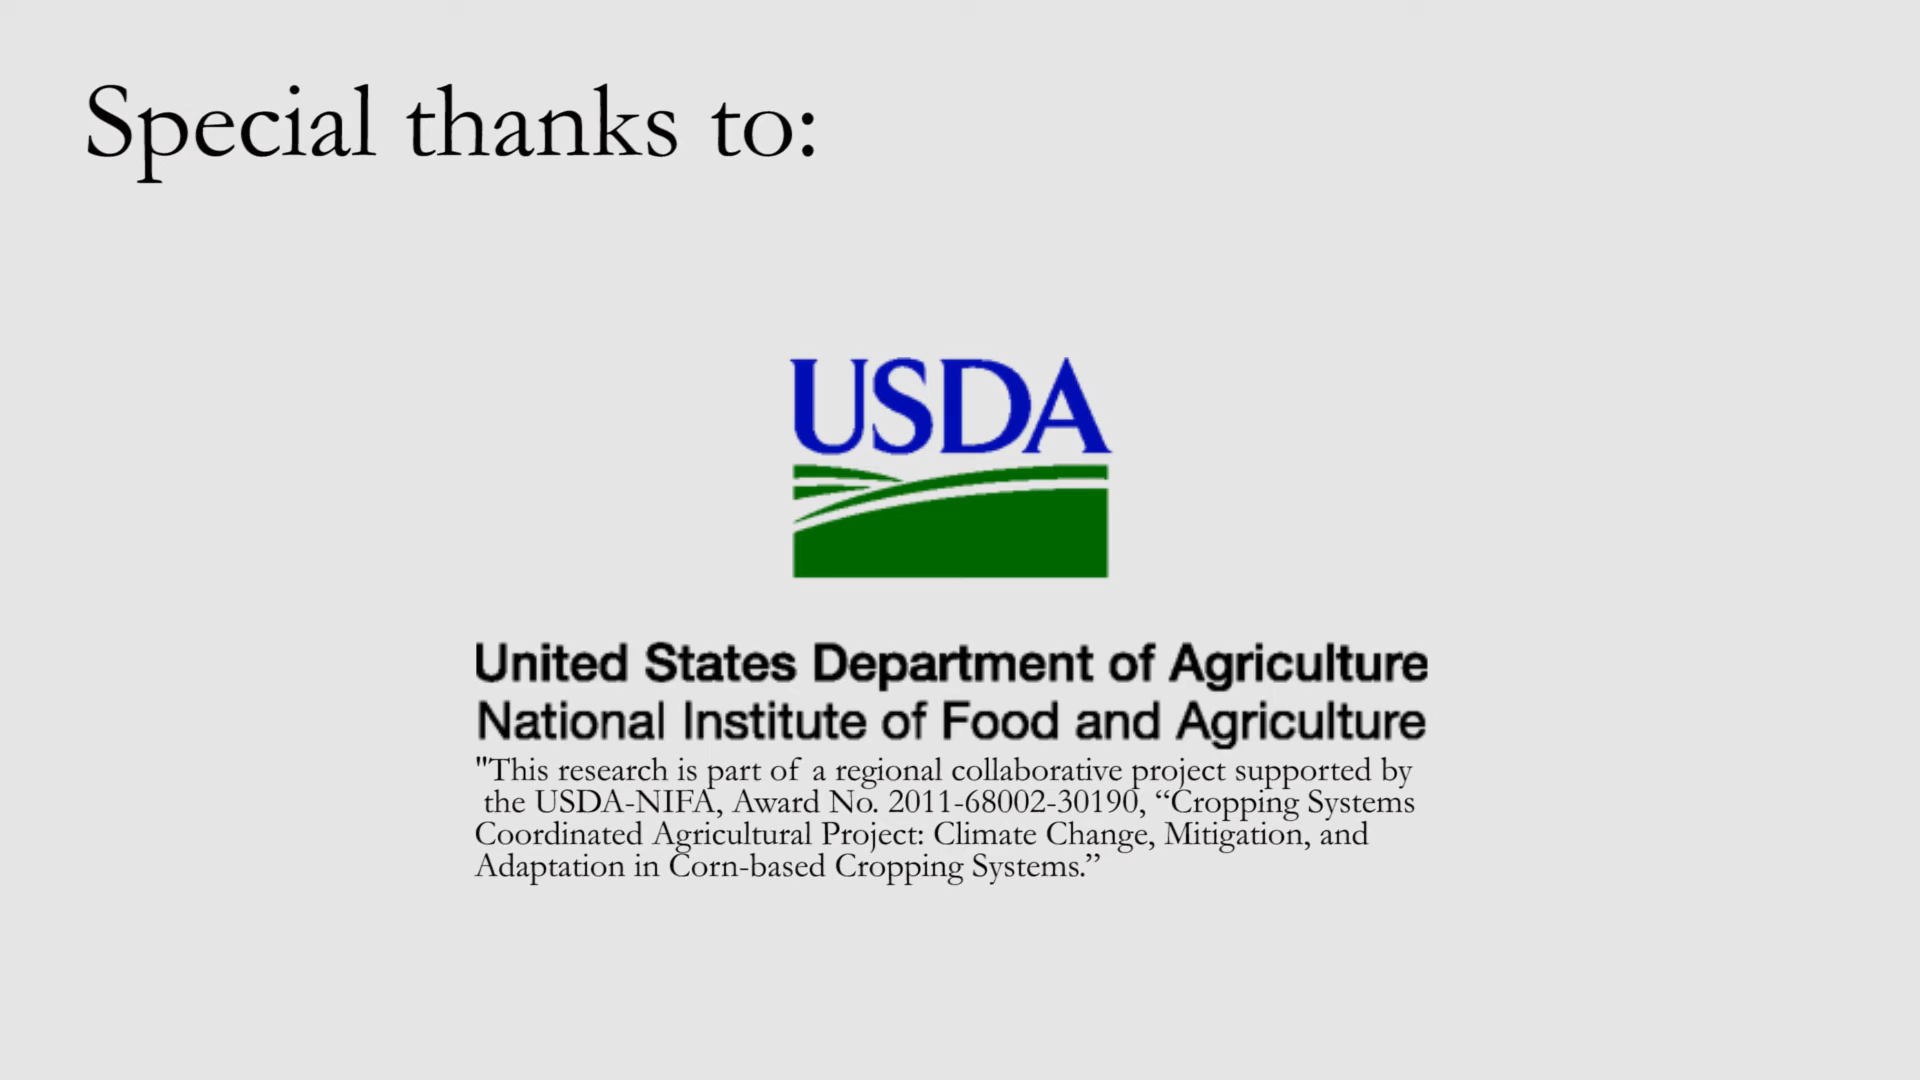 Special thanks to:
USDA
United States Department of Agriculture
National Institute of Food and Agriculture
"This research is part of a regional collaborative project supported by
the USDA-NIFA, Award No. 2011-68002-30190, “Cropping Systems
Coordinated Agricultural Project: Climate Change, Mitigation, and
Adaptation in Corn-based Cropping Systems.”